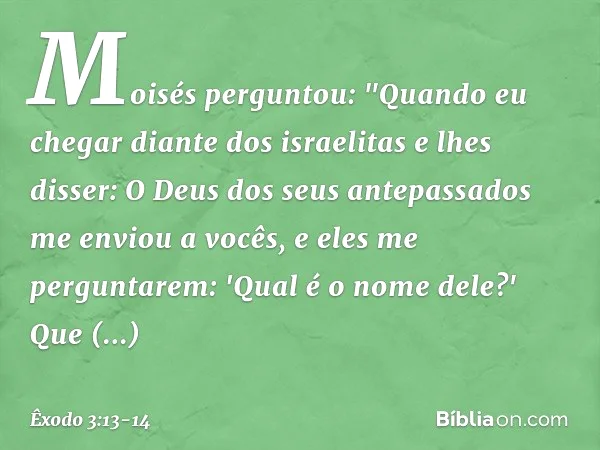 Moisés perguntou: "Quando eu
chegar diante dos israelitas e lhes
disser: O Deus dos seus antepassados
me enviou a vocês, e eles me
perguntarem: 'Qual é o nome dele?'
Que (...)
Êxodo 3:13-14
Bíbliaon.com